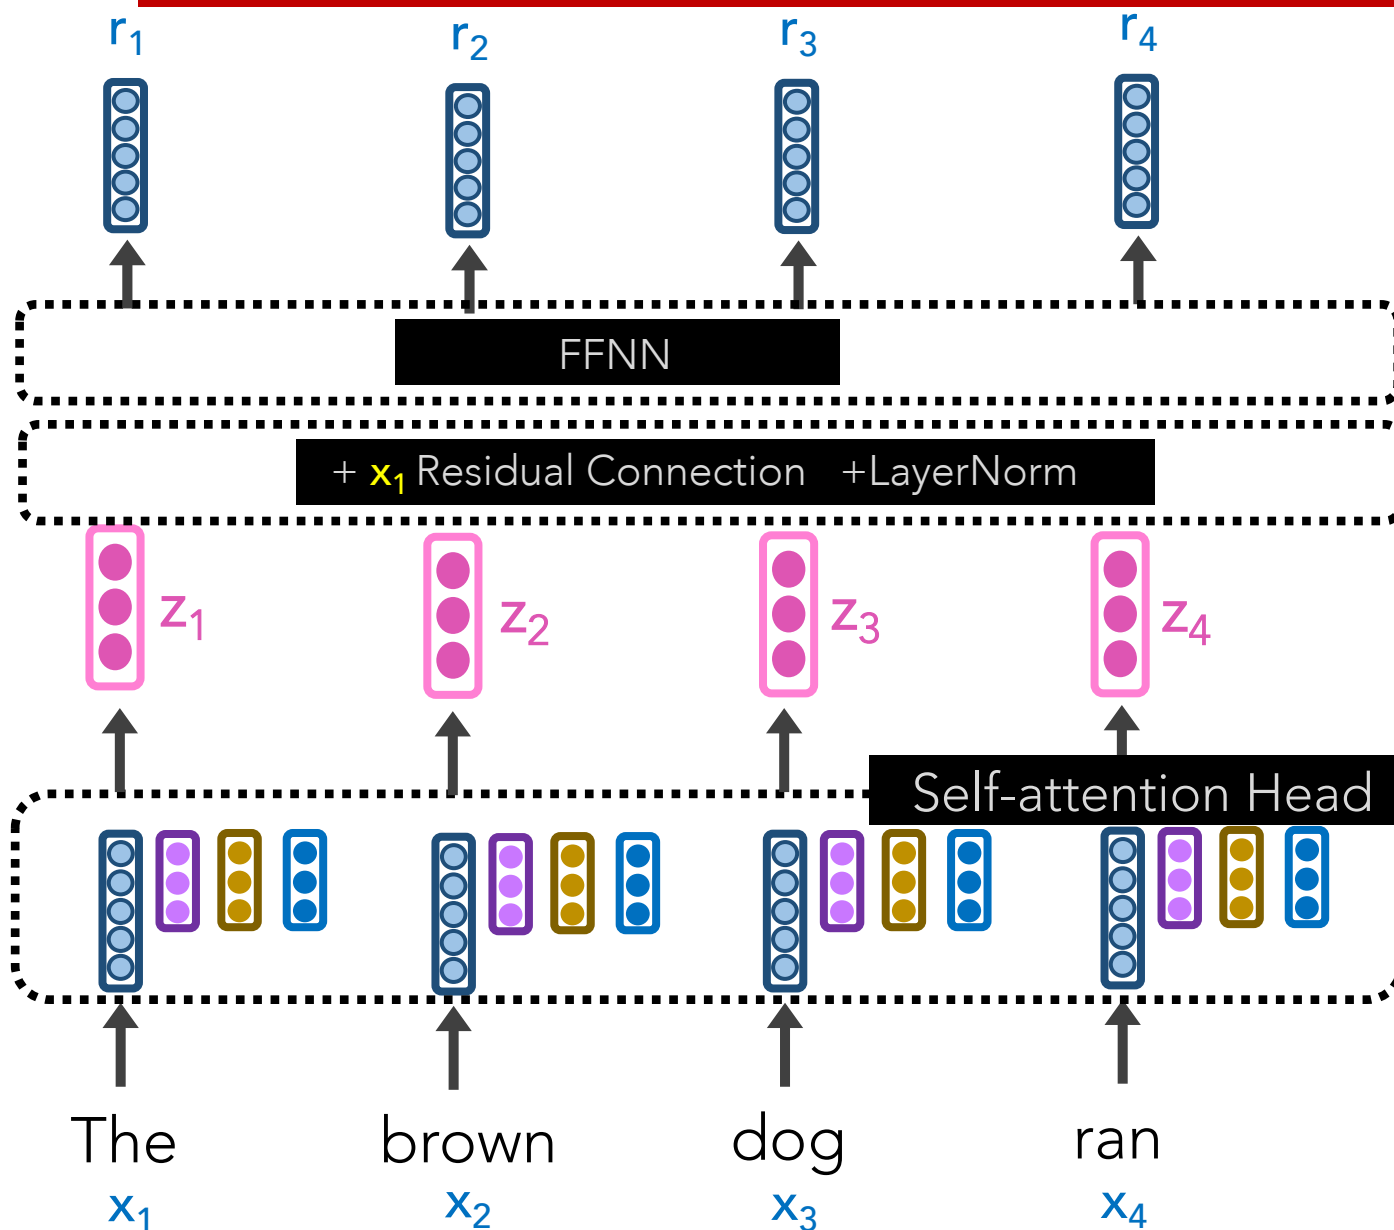 r₁ r₂ r₃ r₄
FFNN
+ x₁ Residual Connection +LayerNorm
z₁ z₂ z₃ z₄
Self-attention Head
The brown dog ran
x₁ x₂ x₃ x₄